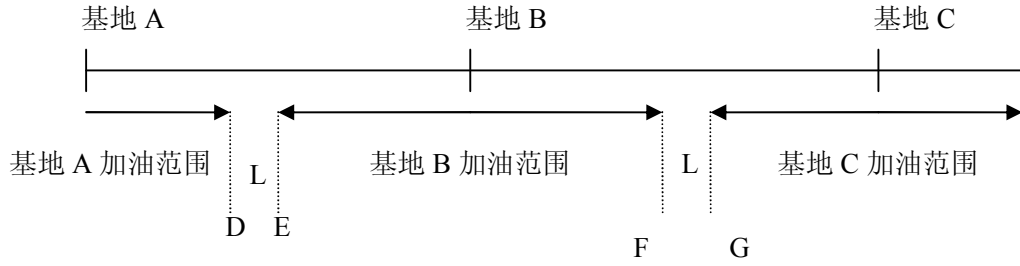 基地 A 基地 B 基地 C
基地 A 加油范围 L 基地 B 加油范围 L 基地 C 加油范围
D E F G